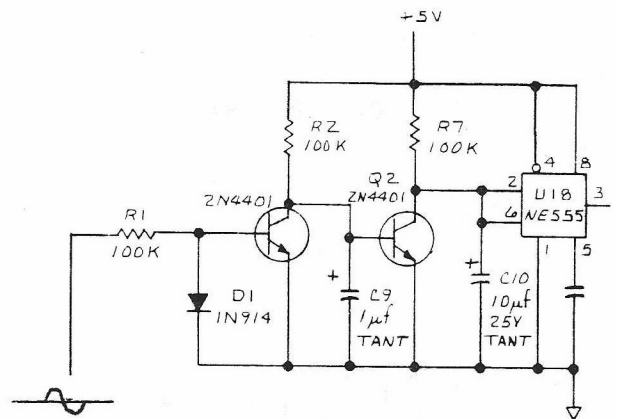 +5V
R2
100K
R7
100K
Q2
2N4401
2N4401
4
8
2
U18
3
6
NE555
1
5
R1
100K
D1
1N914
+
C9
1µf
TANT
+
C10
10µf
25V
TANT